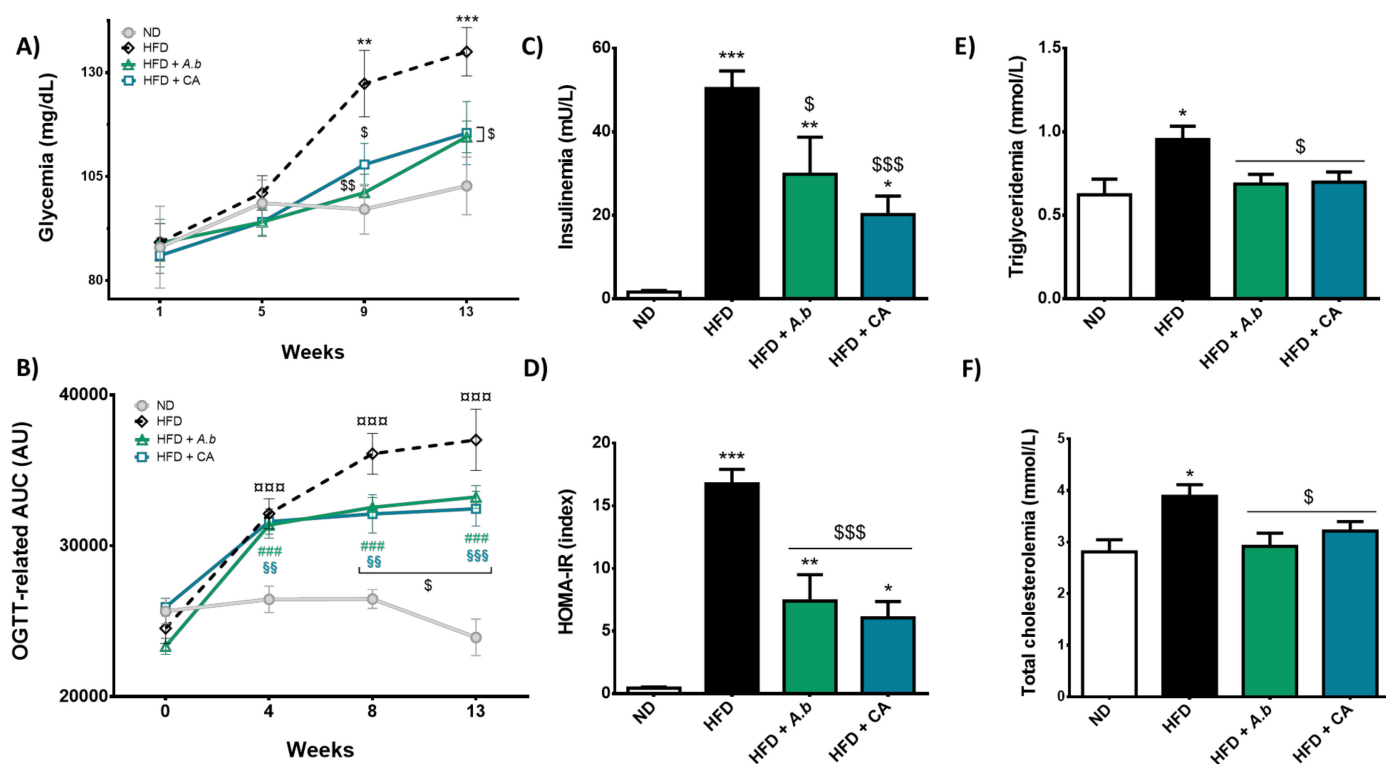 A)
ND
HFD
HFD + A.b
HFD + CA
Glycemia (mg/dL)
130
105
80
**
***
$
$$
$
1
5
9
13
Weeks
B)
ND
HFD
HFD + A.b
HFD + CA
OGTT-related AUC (AU)
40000
30000
20000
¤¤¤
¤¤¤
¤¤¤
###
§§
###
§§
###
§§§
$
0
4
8
13
Weeks
C)
Insulinemia (mU/L)
60
40
20
0
***
$
**
$$$
*
ND
HFD
HFD + A.b
HFD + CA
D)
HOMA-IR (index)
20
15
10
5
0
***
$$$
**
*
ND
HFD
HFD + A.b
HFD + CA
E)
Triglyceridemia (mmol/L)
1.5
1.0
0.5
0.0
*
$
ND
HFD
HFD + A.b
HFD + CA
F)
Total cholesterolemia (mmol/L)
5
4
3
2
1
0
*
$
ND
HFD
HFD + A.b
HFD + CA